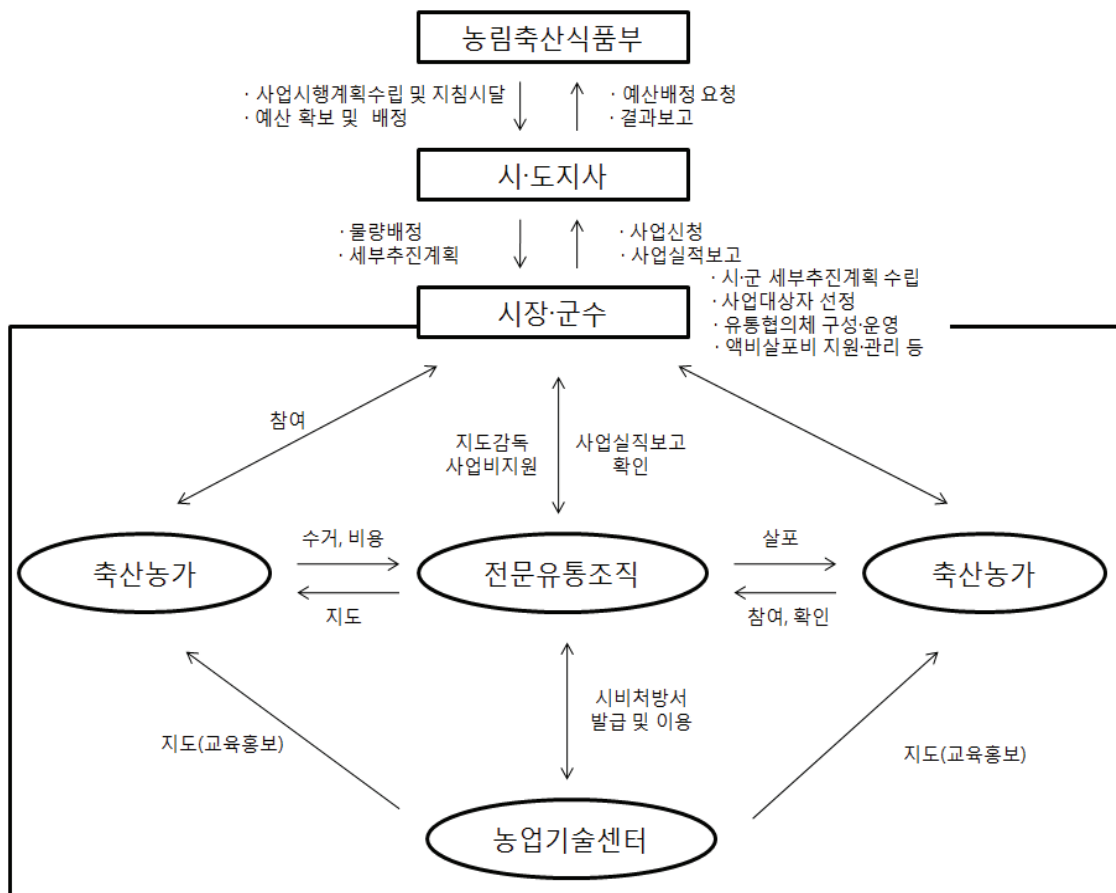 농림축산식품부
· 사업시행계획수립 및 지침시달
· 예산 확보 및 배정
· 예산배정 요청
· 결과보고
시·도지사
· 물량배정
· 세부추진계획
· 사업신청
· 사업실적보고
시장·군수
· 시·군 세부추진계획 수립
· 사업대상자 선정
· 유통협의체 구성·운영
· 액비살포비 지원·관리 등
참여
지도감독
사업비지원
사업실직보고
확인
축산농가
수거, 비용
지도
전문유통조직
살포
참여, 확인
축산농가
시비처방서
발급 및 이용
지도(교육홍보)
지도(교육홍보)
농업기술센터